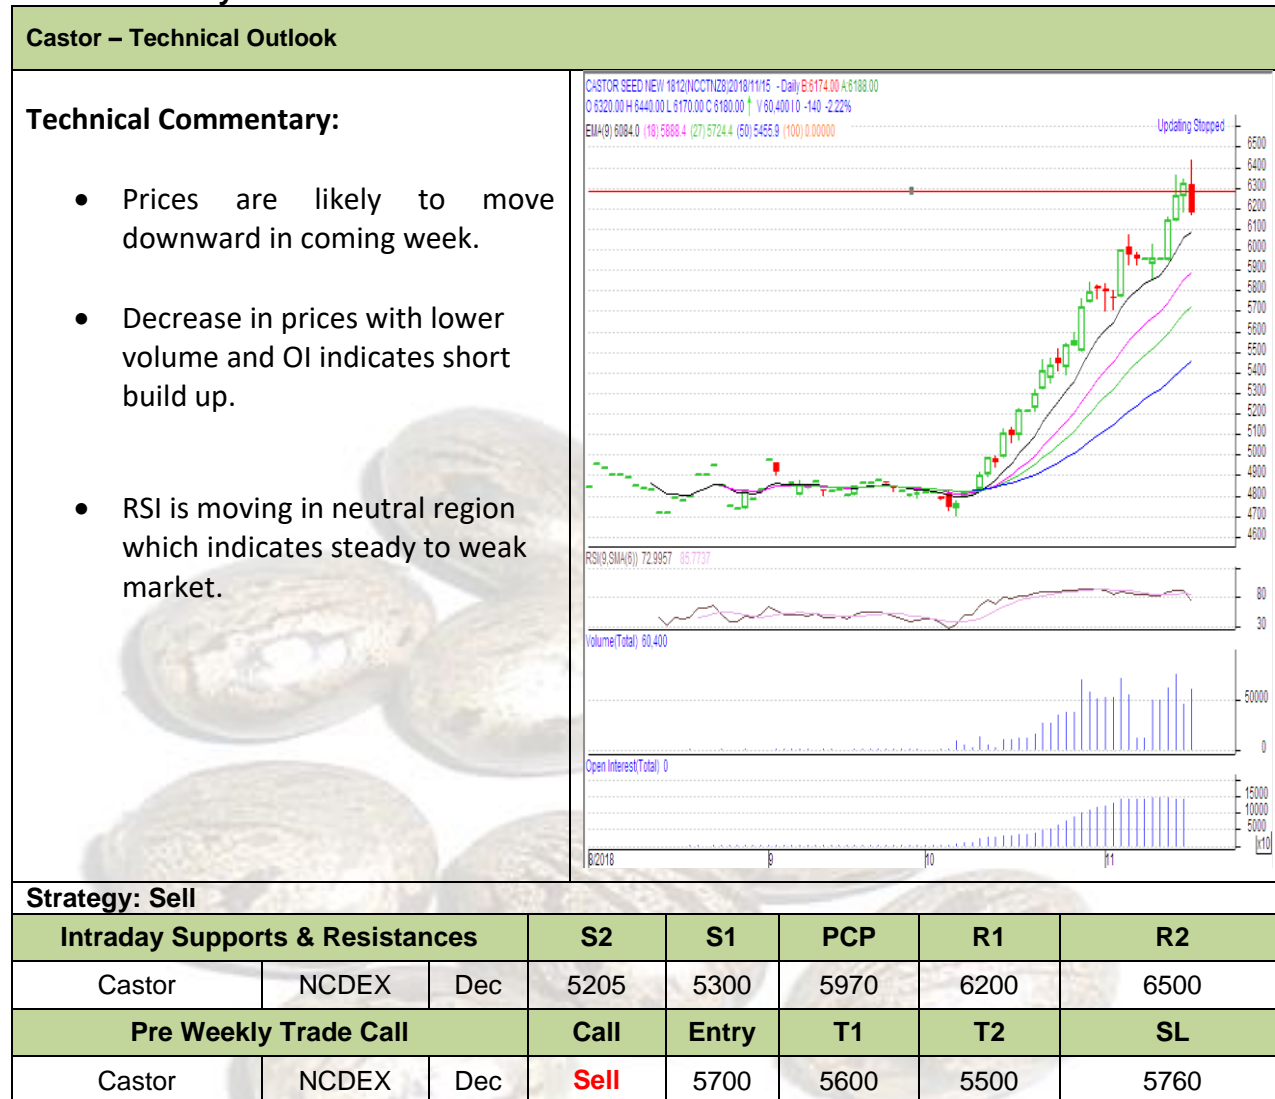 Castor – Technical Outlook
Technical Commentary:
● Prices are likely to move
downward in coming week.
● Decrease in prices with lower
volume and OI indicates short
build up.
● RSI is moving in neutral region
which indicates steady to weak
market.
CASTOR SEED NEW 1812(NCCTNZ8)2018/11/15 - Daily B:6174.00 A:6188.00
O 6320.00 H 6440.00 L 6170.00 C 6180.00 ↑ V 60,400 I 0 -140 -2.22%
EMA(9) 6084.0 (18) 5888.4 (27) 5724.4 (50) 5455.9 (100) 0.00000
Updating Stopped
6500
6400
6300
6200
6100
6000
5900
5800
5700
5600
5500
5400
5300
5200
5100
5000
4900
4800
4700
4600
RSI(9,SMA(6)) 72.9957 85.7737
80
30
Volume(Total) 60,400
50000
0
Open Interest(Total) 0
15000
10000
5000
x10
8/2018 9 10 11
Strategy: Sell
Intraday Supports & Resistances S2 S1 PCP R1 R2
Castor NCDEX Dec 5205 5300 5970 6200 6500
Pre Weekly Trade Call Call Entry T1 T2 SL
Castor NCDEX Dec Sell 5700 5600 5500 5760